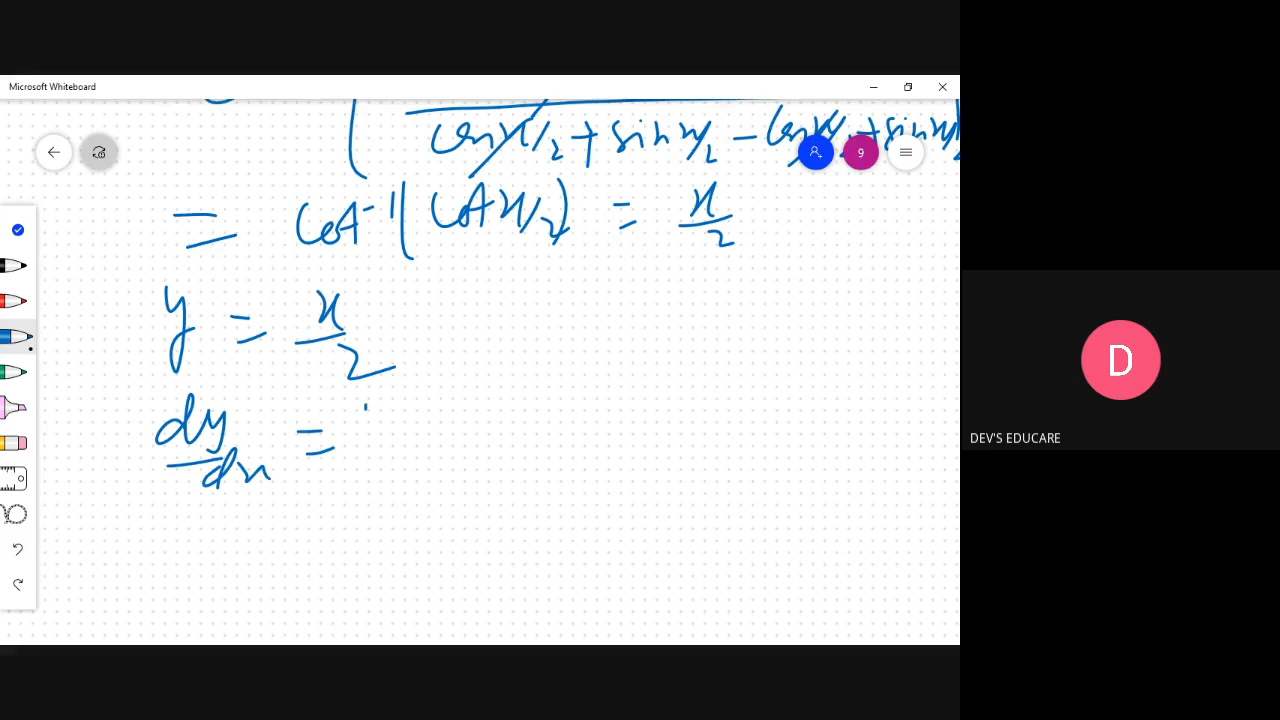 Microsoft Whiteboard
cos x/2 + sin x/2 - cos x/2 + sin x/2
9
= cot⁻¹(cot x/2) = x/2
y = x/2
dy/dx =
D
DEV'S EDUCARE